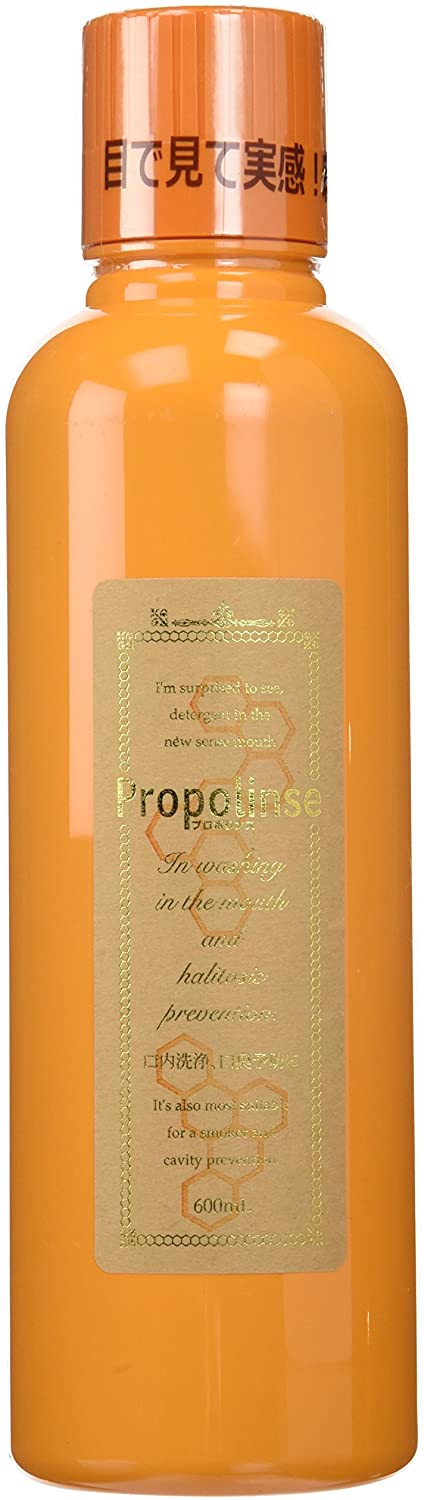 目で見て実感!
I'm surprised to see,
detergent in the
new sense mouth
Propolinse
プロポリンス
In washing
in the mouth
and
halitosis
prevention.
口内洗浄、口臭予防に
It's also most suitable
for a smoker and
cavity prevention
600mL